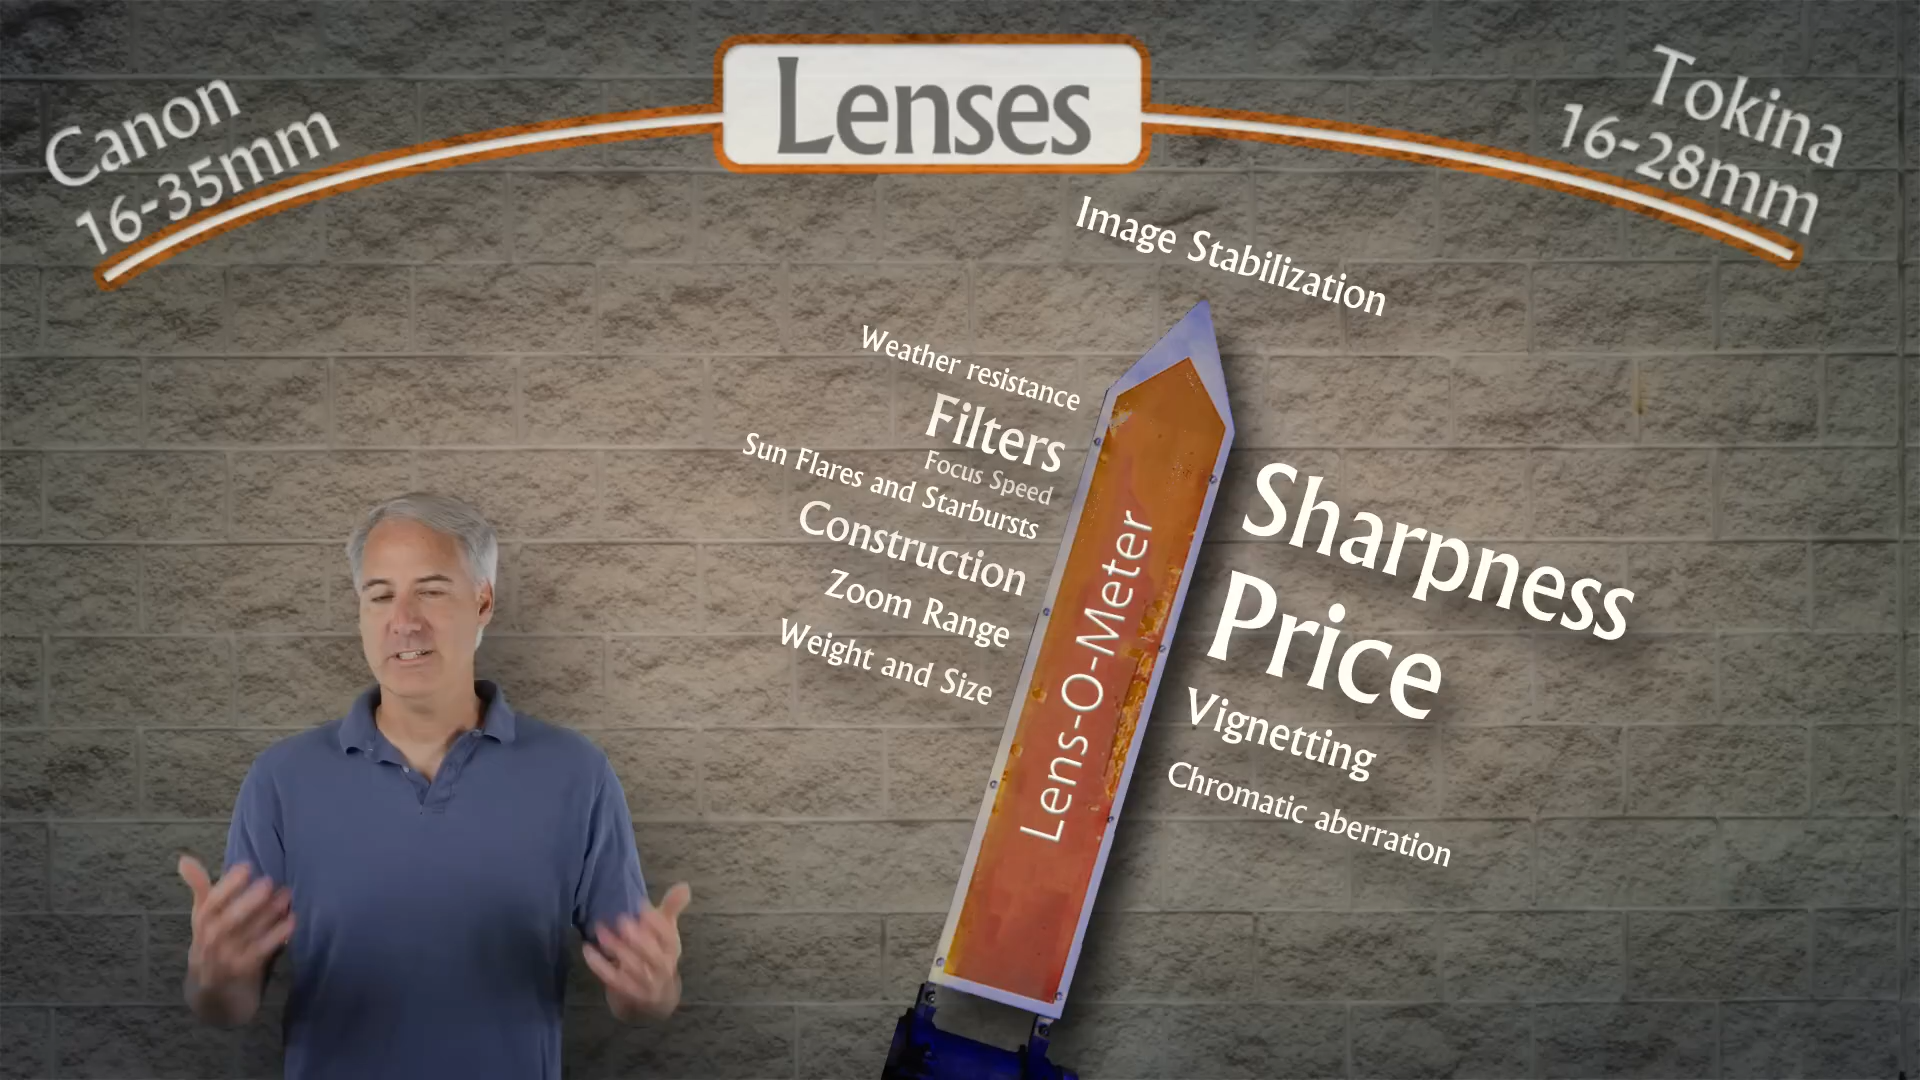 Lenses
Canon
16-35mm
Tokina
16-28mm
Image Stabilization
Weather resistance
Filters
Focus Speed
Sun Flares and Starbursts
Construction
Zoom Range
Weight and Size
Lens-O-Meter
Sharpness
Price
Vignetting
Chromatic aberration